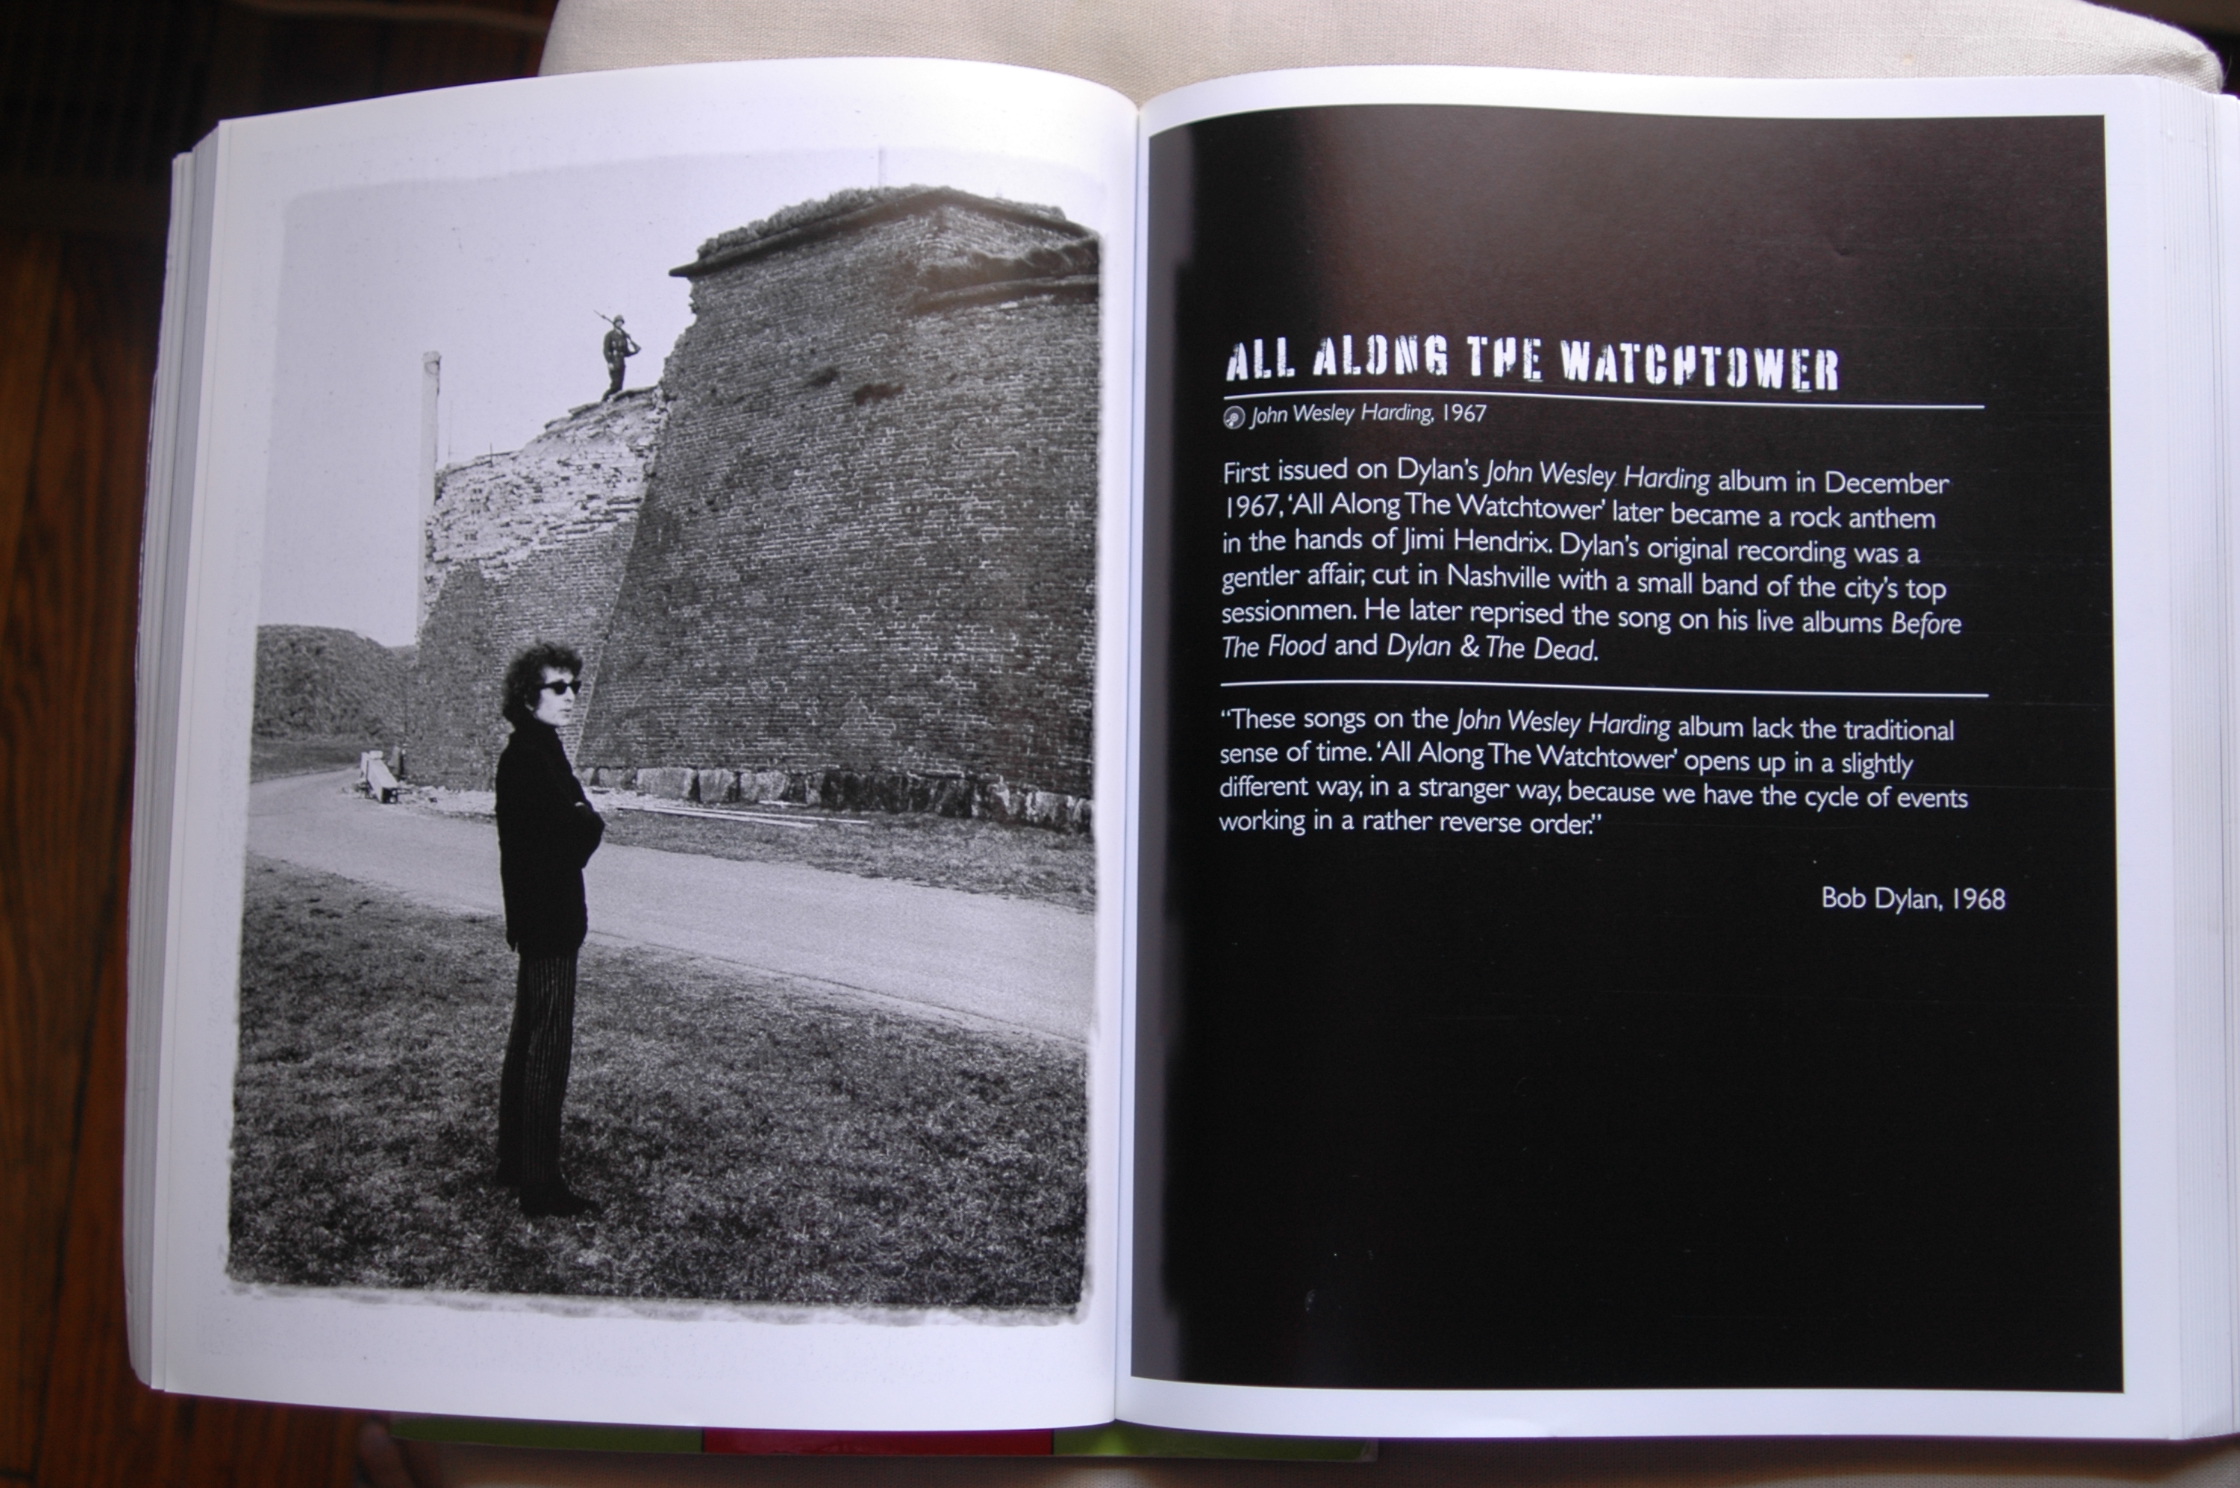 ALL ALONG THE WATCHTOWER
John Wesley Harding, 1967
First issued on Dylan's John Wesley Harding album in December
1967, 'All Along The Watchtower' later became a rock anthem
in the hands of Jimi Hendrix. Dylan's original recording was a
gentler affair, cut in Nashville with a small band of the city's top
sessionmen. He later reprised the song on his live albums Before
The Flood and Dylan & The Dead.
“These songs on the John Wesley Harding album lack the traditional
sense of time. ‘All Along The Watchtower’ opens up in a slightly
different way, in a stranger way, because we have the cycle of events
working in a rather reverse order.”
Bob Dylan, 1968